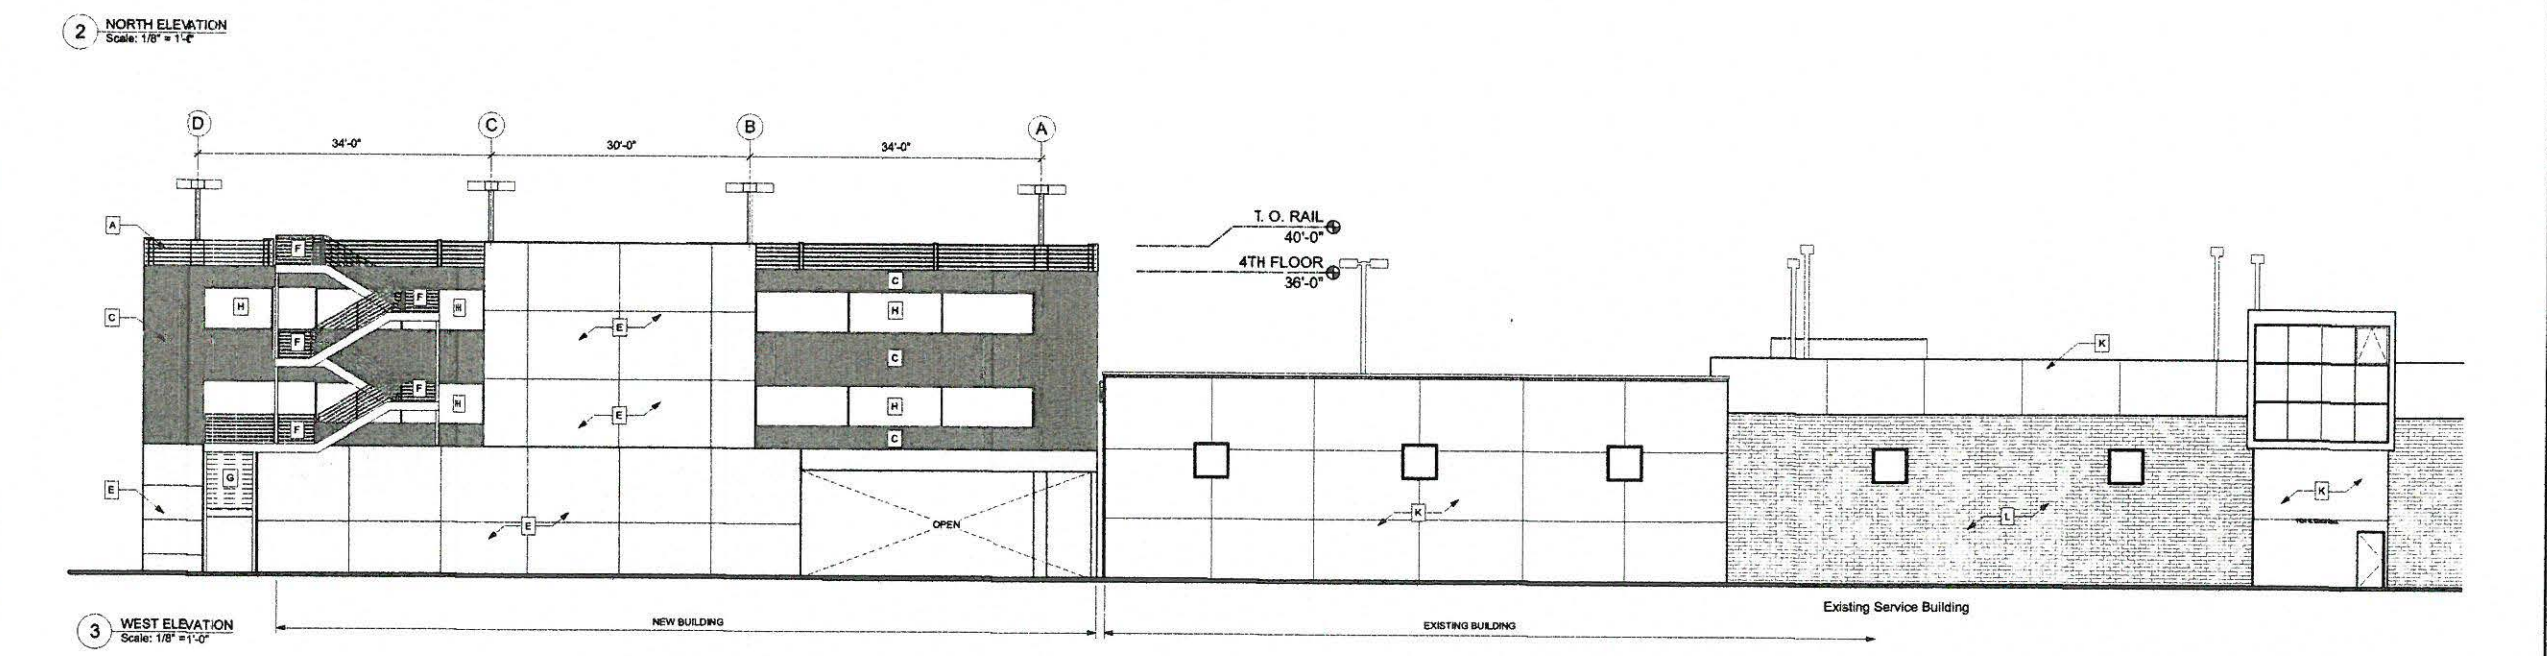 2 NORTH ELEVATION
Scale: 1/8" = 1'-
D C B A
34'-0" 30'-0" 34'-0"
A
F
T. O. RAIL
40'-0"
4TH FLOOR
36'-0"
C
H F H H
C E K
F C
F
H E H
F C
G E K
E E OPEN K L
Existing Service Building
3 WEST ELEVATION
Scale: 1/8" = 1'-0"
NEW BUILDING
EXISTING BUILDING